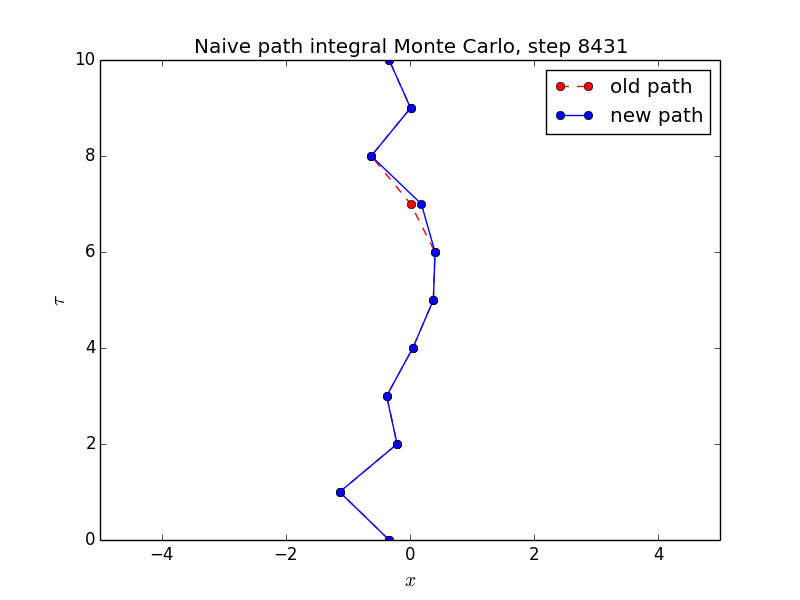 Naive path integral Monte Carlo, step 8431
old path
new path
10
8
6
4
2
0
τ
−4 −2 0 2 4
x